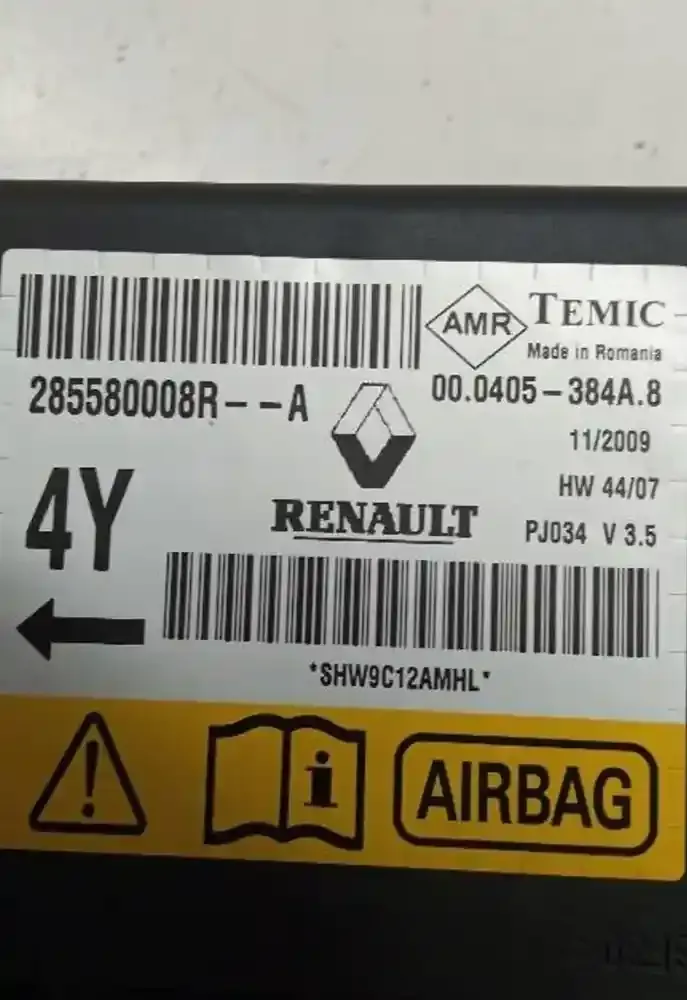 AMR
TEMIC
Made in Romania
285580008R--A
00.0405-384A.8
11/2009
4Y
RENAULT
HW 44/07
PJ034 V 3.5
*SHW9C12AMHL*
i
AIRBAG